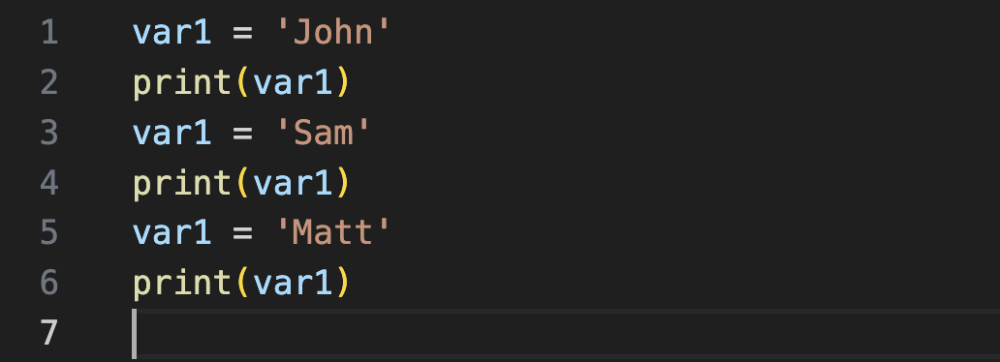 1 var1 = 'John'
2 print(var1)
3 var1 = 'Sam'
4 print(var1)
5 var1 = 'Matt'
6 print(var1)
7